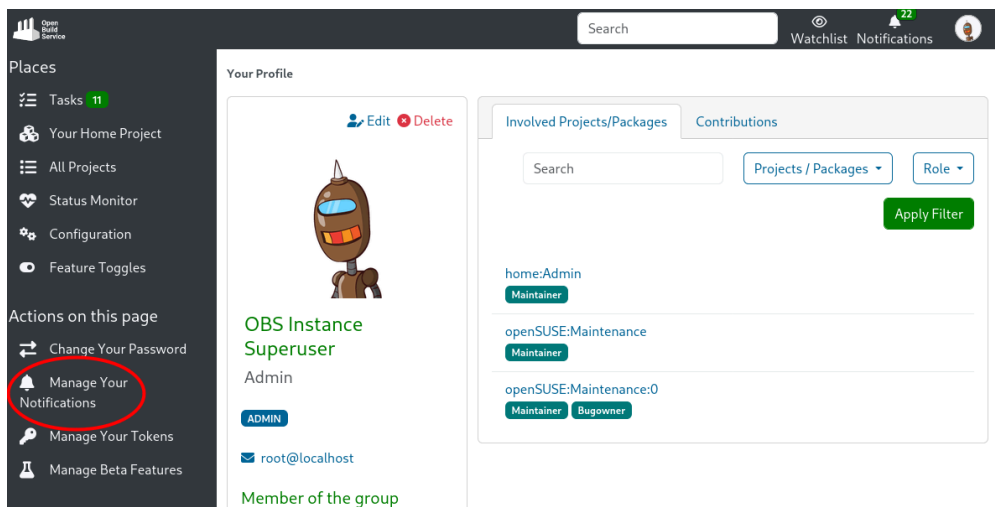 Open
Build
Service
Search
Watchlist
22
Notifications
Places
Tasks 11
Your Home Project
All Projects
Status Monitor
Configuration
Feature Toggles
Actions on this page
Change Your Password
Manage Your
Notifications
Manage Your Tokens
Manage Beta Features
Your Profile
Edit Delete
OBS Instance
Superuser
Admin
ADMIN
root@localhost
Member of the group
Involved Projects/Packages Contributions
Search Projects / Packages Role
Apply Filter
home:Admin
Maintainer
openSUSE:Maintenance
Maintainer
openSUSE:Maintenance:0
Maintainer Bugowner